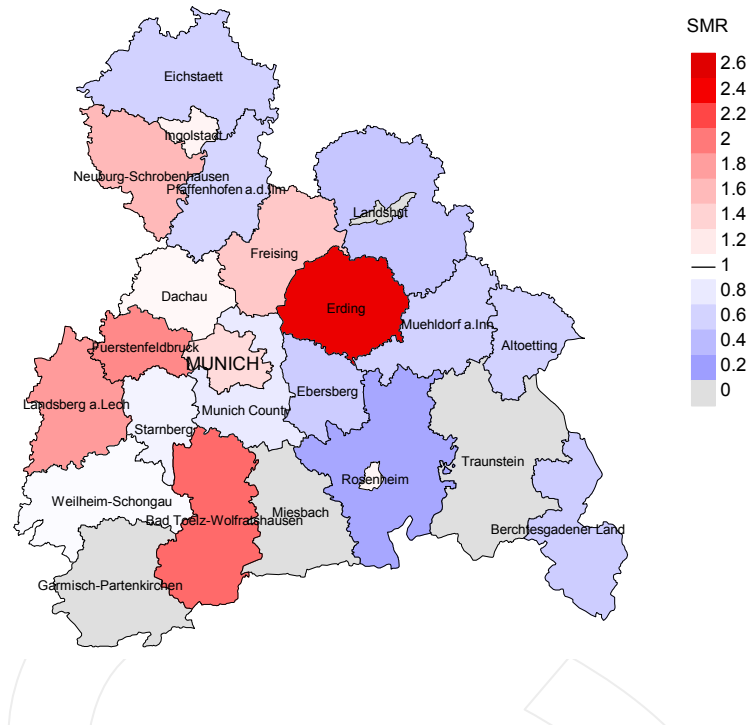 SMR
2.6
2.4
2.2
2
1.8
1.6
1.4
1.2
1
0.8
0.6
0.4
0.2
0
Eichstaett
Ingolstadt
Neuburg-Schrobenhausen
Pfaffenhofen a.d.Ilm
Landshut
Freising
Dachau
Erding
Muehldorf a.Inn
Altoetting
Fuerstenfeldbruck
MUNICH
Ebersberg
Landsberg a.Lech
Munich County
Starnberg
Traunstein
Rosenheim
Weilheim-Schongau
Miesbach
Bad Toelz-Wolfratshausen
Berchtesgadener Land
Garmisch-Partenkirchen